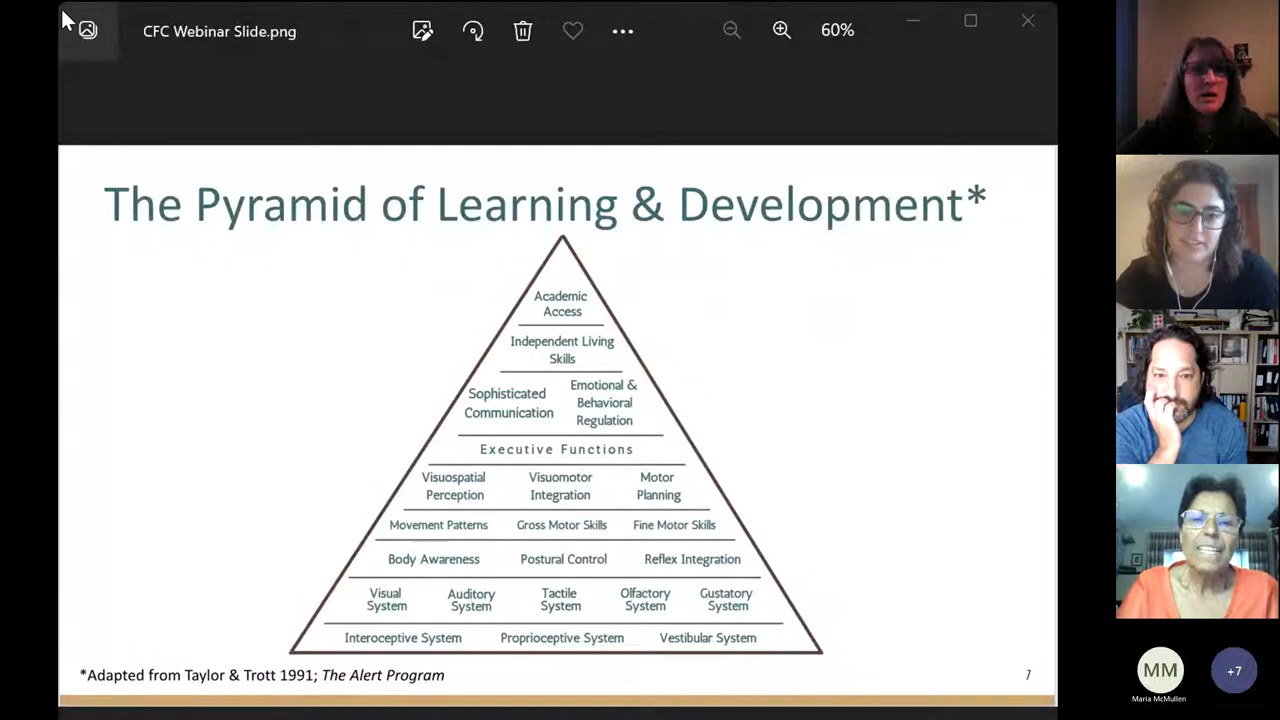 CFC Webinar Slide.png
60%
The Pyramid of Learning & Development*
Academic
Access
Independent Living
Skills
Sophisticated
Communication
Emotional &
Behavioral
Regulation
Executive Functions
Visuospatial
Perception
Visuomotor
Integration
Motor
Planning
Movement Patterns
Gross Motor Skills
Fine Motor Skills
Body Awareness
Postural Control
Reflex Integration
Visual
System
Auditory
System
Tactile
System
Olfactory
System
Gustatory
System
Interoceptive System
Proprioceptive System
Vestibular System
*Adapted from Taylor & Trott 1991; The Alert Program
7
MM
Maria McMullen
+7